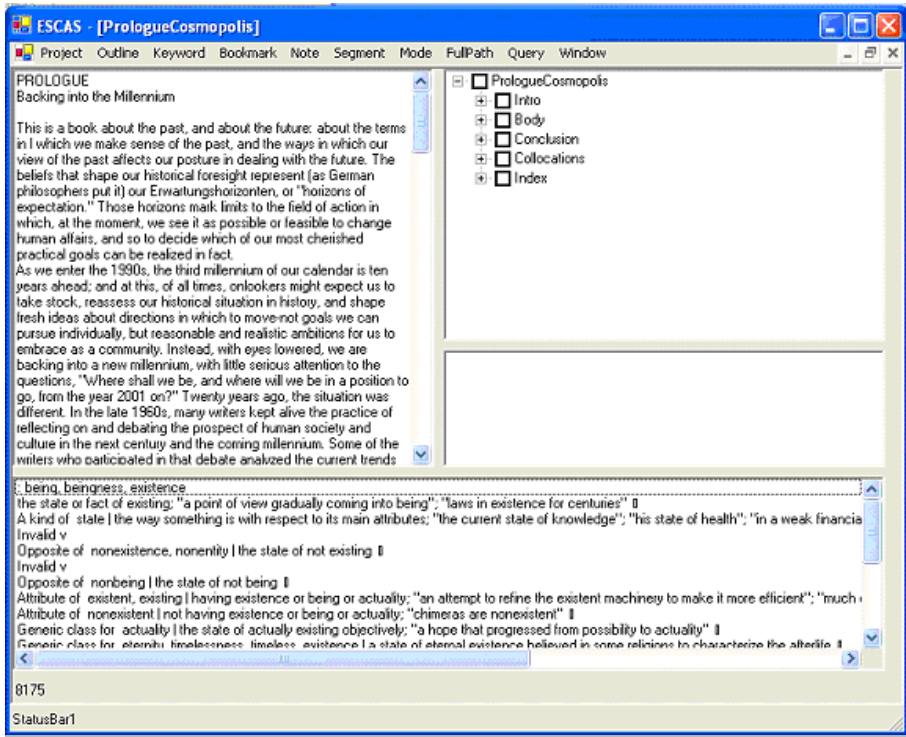 ESCAS - [PrologueCosmopolis]
Project Outline Keyword Bookmark Note Segment Mode FullPath Query Window
PROLOGUE
Backing into the Millennium
This is a book about the past, and about the future: about the terms
in l which we make sense of the past, and the ways in which our
view of the past affects our posture in dealing with the future. The
beliefs that shape our historical foresight represent (as German
philosophers put it) our Erwartungshorizonten, or "horizons of
expectation." Those horizons mark limits to the field of action in
which, at the moment, we see it as possible or feasible to change
human affairs, and so to decide which of our most cherished
practical goals can be realized in fact.
As we enter the 1990s, the third millennium of our calendar is ten
years ahead; and at this, of all times, onlookers might expect us to
take stock, reassess our historical situation in history, and shape
fresh ideas about directions in which to move-not goals we can
pursue individually, but reasonable and realistic ambitions for us to
embrace as a community. Instead, with eyes lowered, we are
backing into a new millennium, with little serious attention to the
questions, "Where shall we be, and where will we be in a position to
go, from the year 2001 on?" Twenty years ago, the situation was
different. In the late 1960s, many writers kept alive the practice of
reflecting on and debating the prospect of human society and
culture in the next century and the coming millennium. Some of the
writers who participated in that debate analyzed the current trends
PrologueCosmopolis
Intro
Body
Conclusion
Collocations
Index
: being, beingness, existence
the state or fact of existing; "a point of view gradually coming into being"; "laws in existence for centuries"
A kind of state | the way something is with respect to its main attributes; "the current state of knowledge"; "his state of health"; "in a weak financia
Invalid v
Opposite of nonexistence, nonentity | the state of not existing
Invalid v
Opposite of nonbeing | the state of not being
Attribute of existent, existing | having existence or being or actuality; "an attempt to refine the existent machinery to make it more efficient"; "much
Attribute of nonexistent | not having existence or being or actuality; "chimeras are nonexistent"
Generic class for actuality | the state of actually existing objectively; "a hope that progressed from possibility to actuality"
Generic class for eternity, timelessness, timeless existence | a state of eternal existence believed in some religions to characterize the afterlife
8175
StatusBar1